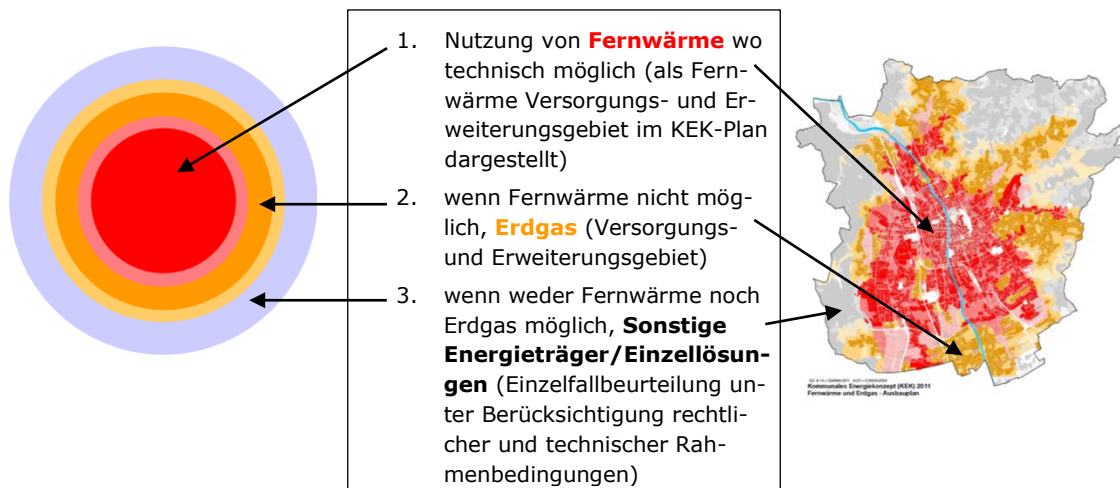 1. Nutzung von Fernwärme wo
technisch möglich (als Fern-
wärme Versorgungs- und Er-
weiterungsgebiet im KEK-Plan
dargestellt)
2. wenn Fernwärme nicht mög-
lich, Erdgas (Versorgungs-
und Erweiterungsgebiet)
3. wenn weder Fernwärme noch
Erdgas möglich, Sonstige
Energieträger/Einzellösun-
gen (Einzelfallbeurteilung un-
ter Berücksichtigung rechtli-
cher und technischer Rah-
menbedingungen)
Kommunales Energiekonzept (KEK) 2011
Fernwärme und Erdgas - Ausbauplan